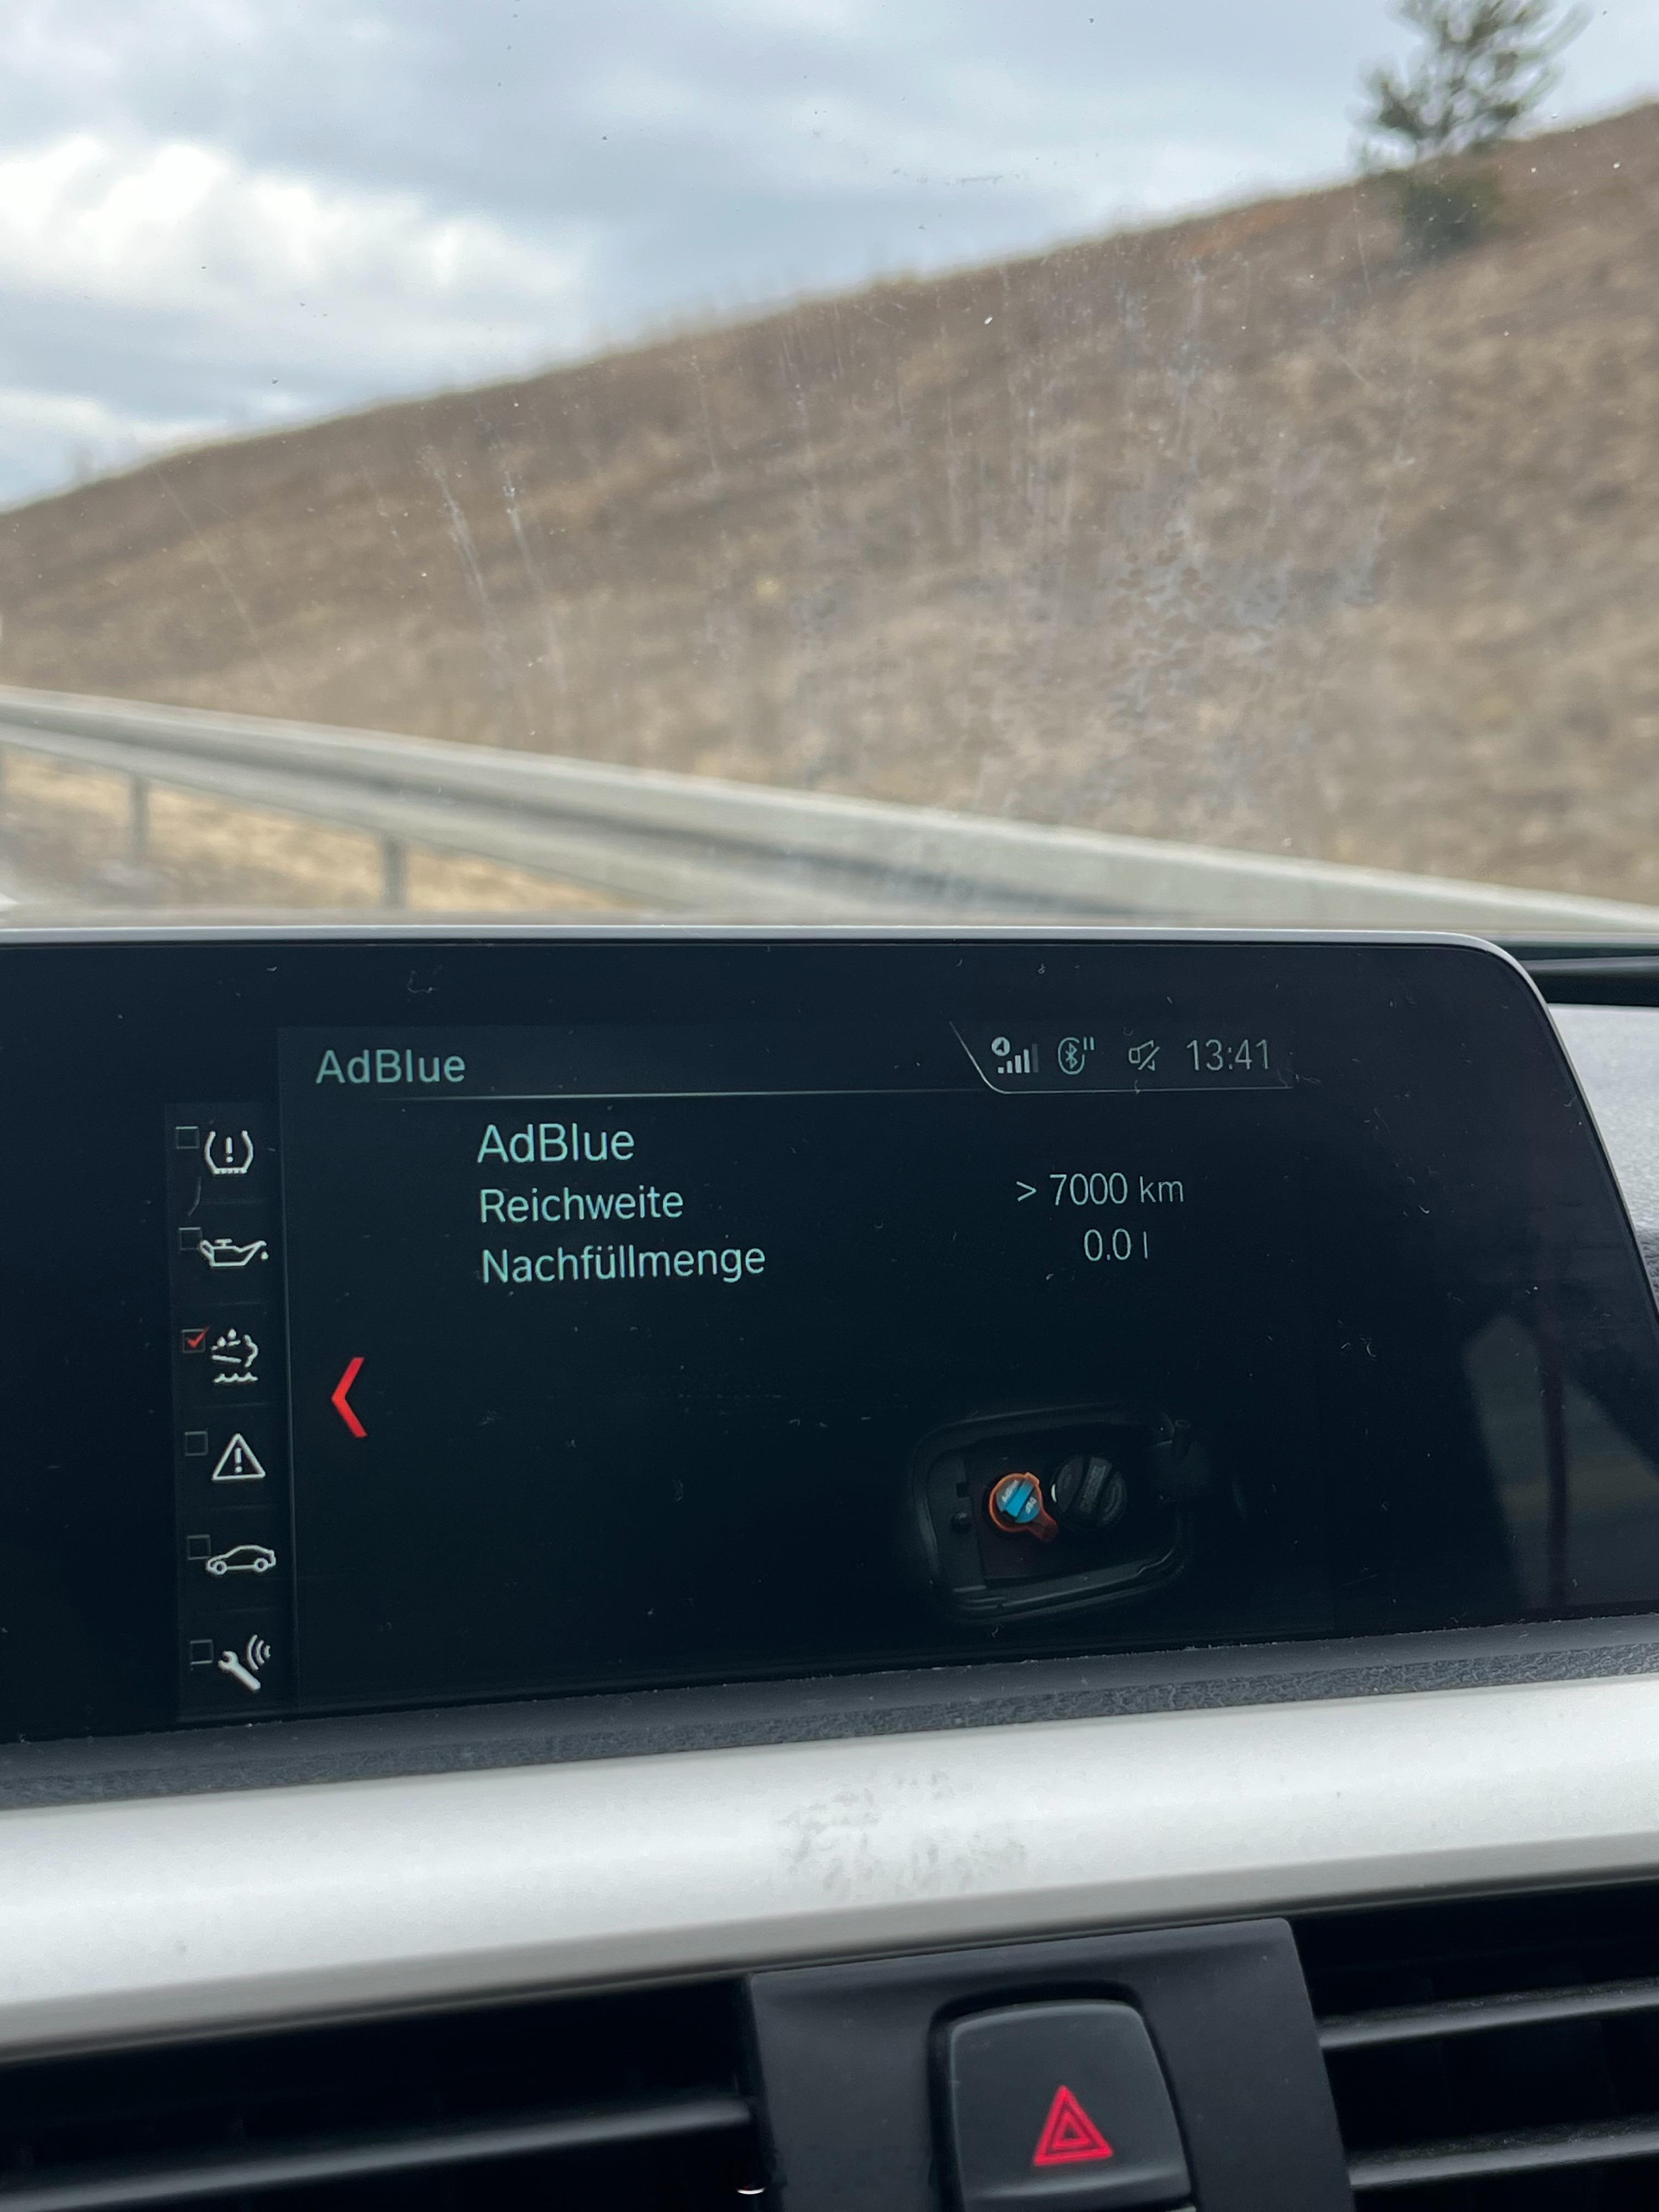 AdBlue
13:41
AdBlue
Reichweite > 7000 km
Nachfüllmenge 0.0 l